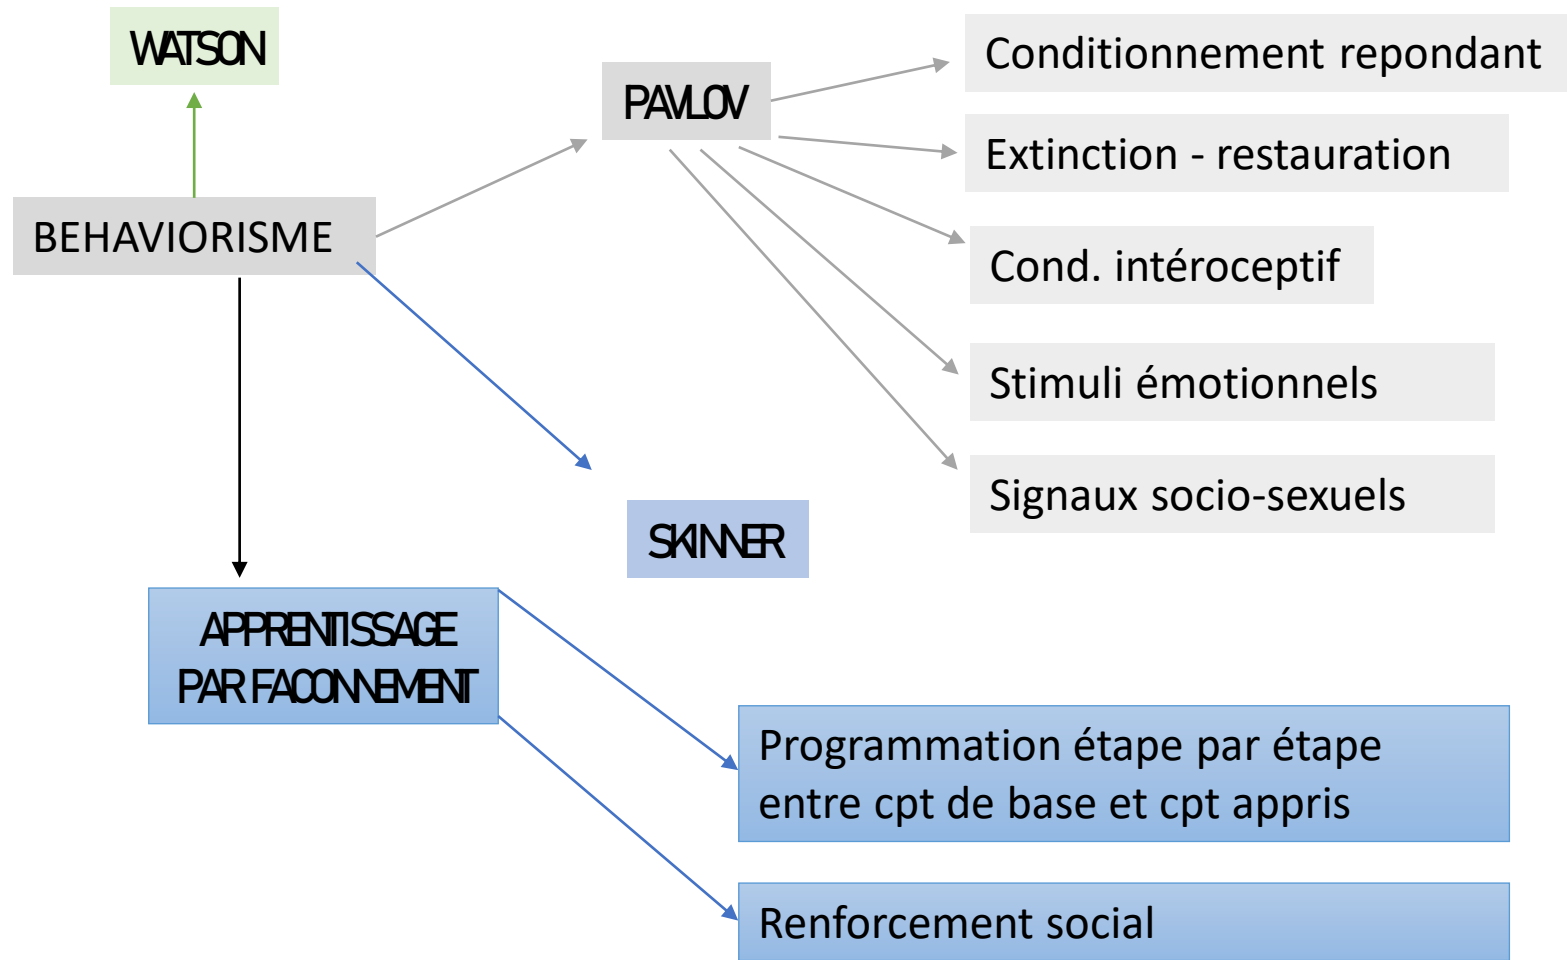 WATSON
PAVLOV
Conditionnement repondant
Extinction - restauration
BEHAVIORISME
Cond. intéroceptif
Stimuli émotionnels
Signaux socio-sexuels
SKINNER
APPRENTISSAGE
PAR FACONNEMENT
Programmation étape par étape
entre cpt de base et cpt appris
Renforcement social